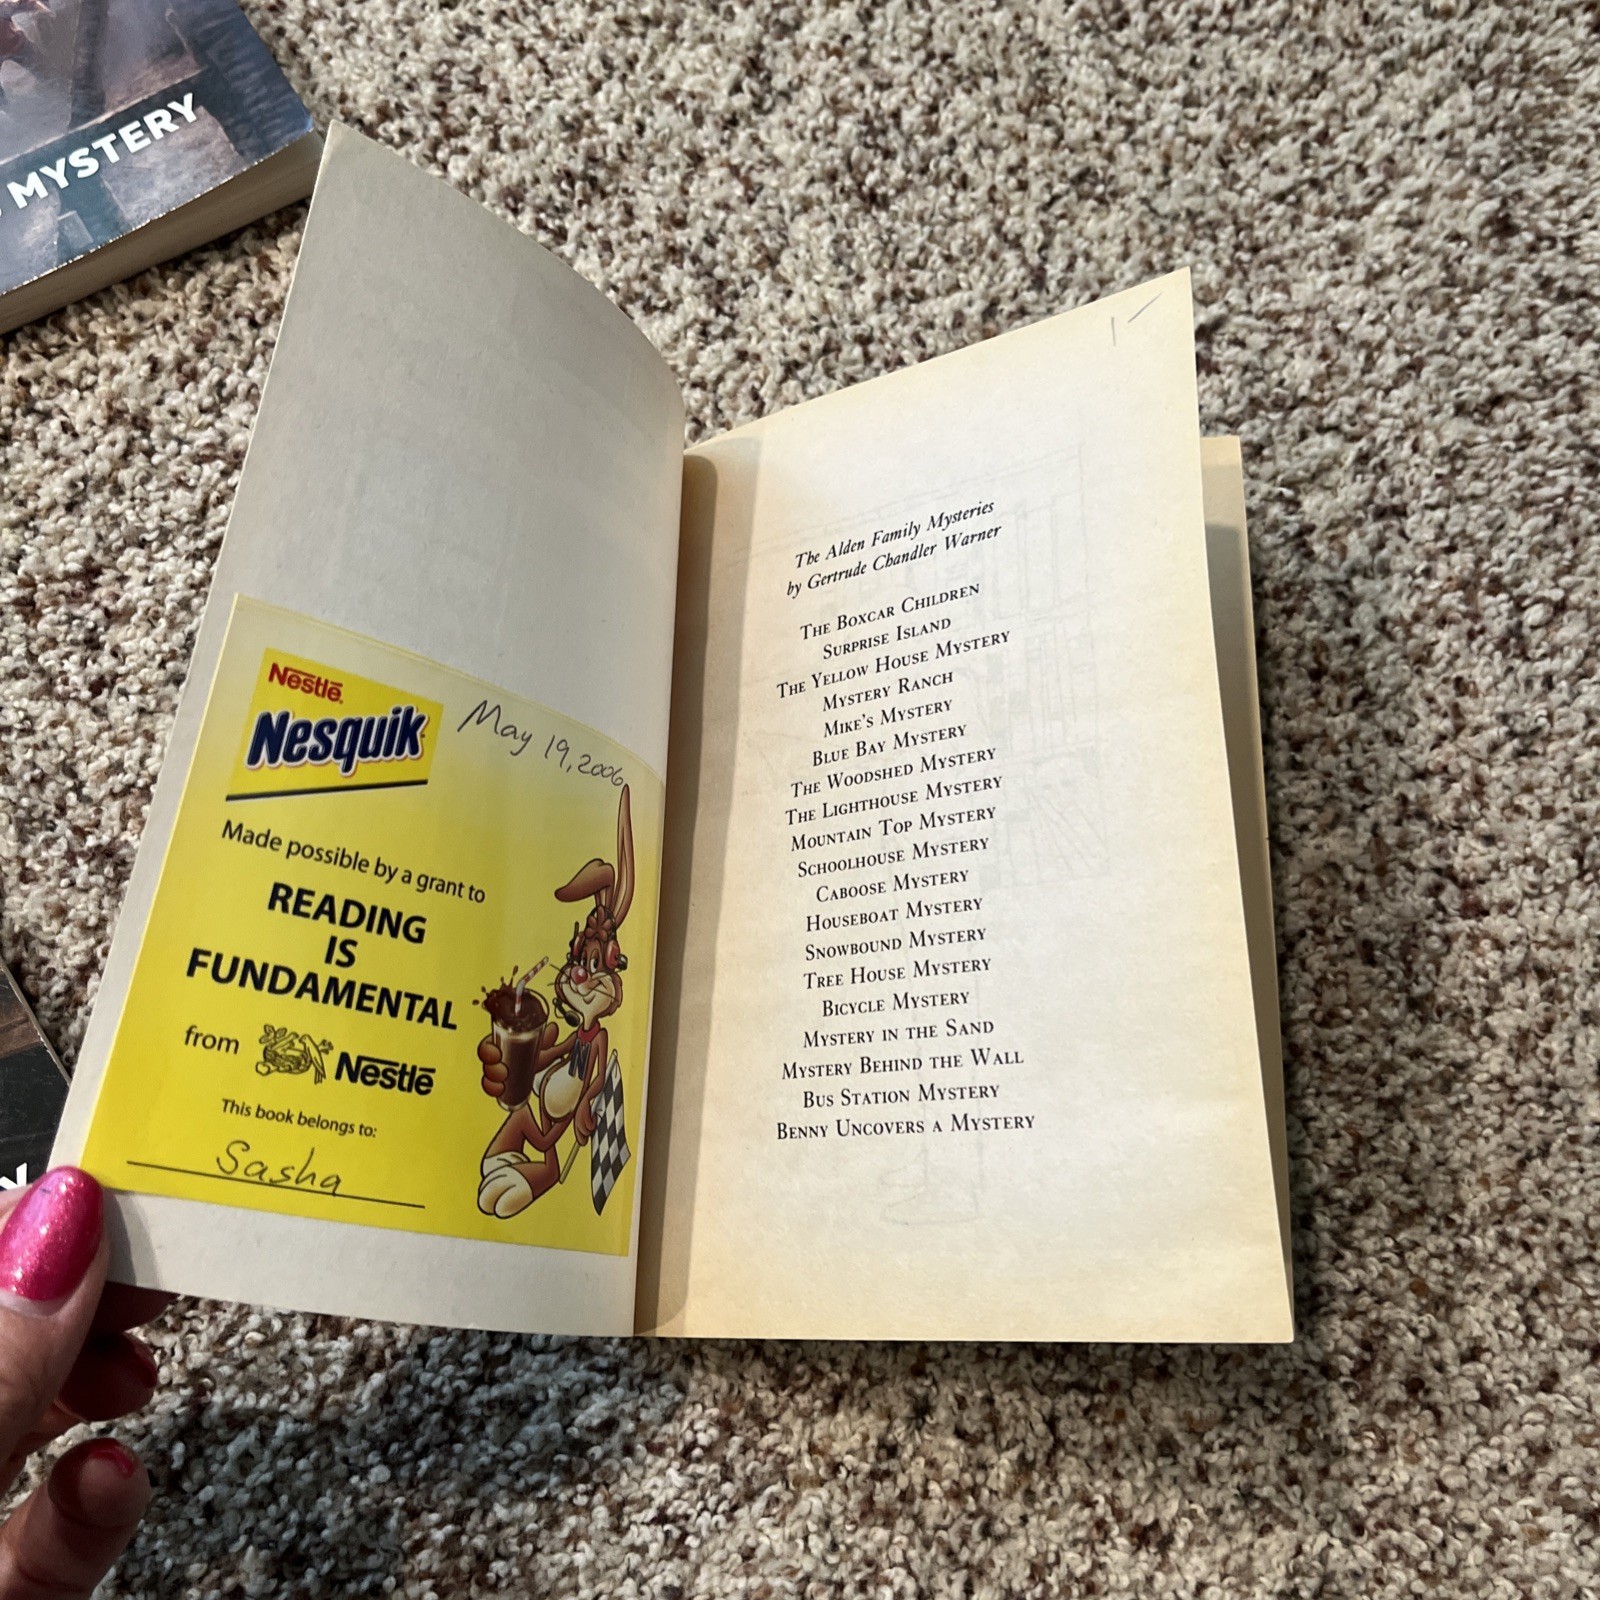 MYSTERY
Nestlé
Nesquik
May 19, 2006
Made possible by a grant to
READING
IS
FUNDAMENTAL
from Nestlé
This book belongs to:
Sasha
N
The Alden Family Mysteries
by Gertrude Chandler Warner
THE BOXCAR CHILDREN
SURPRISE ISLAND
THE YELLOW HOUSE MYSTERY
MYSTERY RANCH
MIKE'S MYSTERY
BLUE BAY MYSTERY
THE WOODSHED MYSTERY
THE LIGHTHOUSE MYSTERY
MOUNTAIN TOP MYSTERY
SCHOOLHOUSE MYSTERY
CABOOSE MYSTERY
HOUSEBOAT MYSTERY
SNOWBOUND MYSTERY
TREE HOUSE MYSTERY
BICYCLE MYSTERY
MYSTERY IN THE SAND
MYSTERY BEHIND THE WALL
BUS STATION MYSTERY
BENNY UNCOVERS A MYSTERY